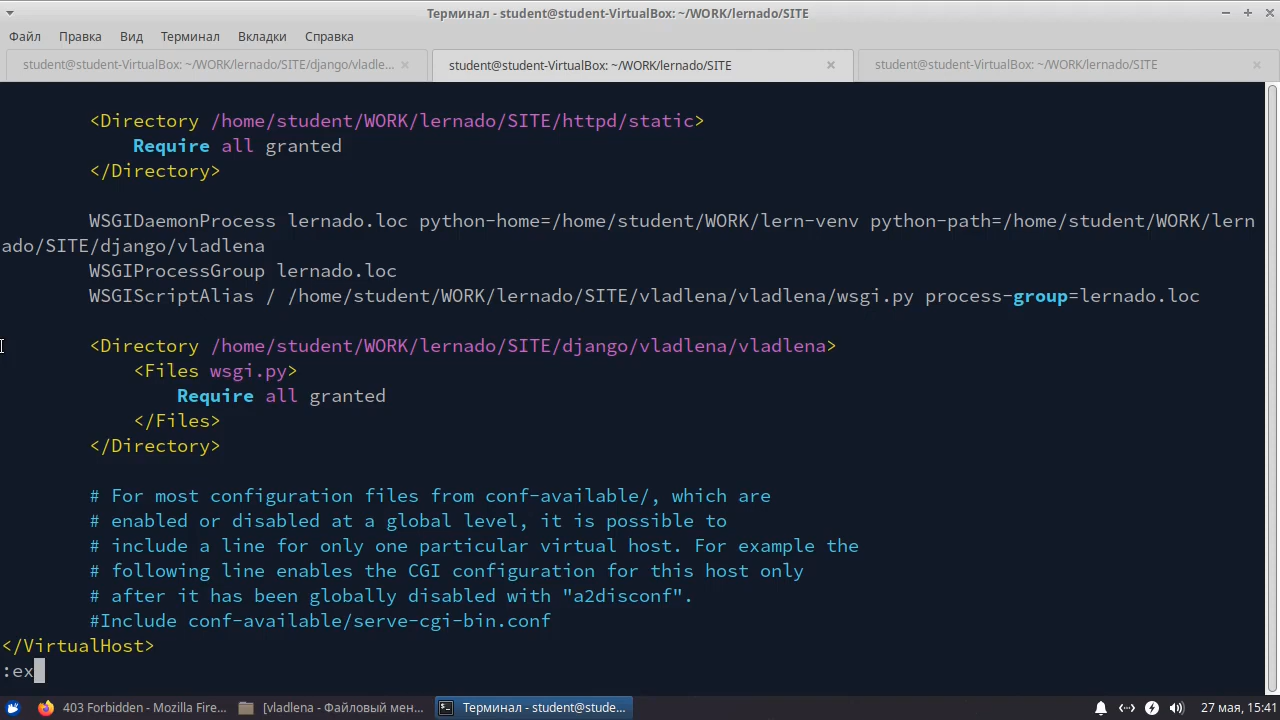 Терминал - student@student-VirtualBox: ~/WORK/lernado/SITE
Файл Правка Вид Терминал Вкладки Справка
student@student-VirtualBox: ~/WORK/lernado/SITE/django/vladle... student@student-VirtualBox: ~/WORK/lernado/SITE student@student-VirtualBox: ~/WORK/lernado/SITE
<Directory /home/student/WORK/lernado/SITE/httpd/static>
Require all granted
</Directory>
WSGIDaemonProcess lernado.loc python-home=/home/student/WORK/lern-venv python-path=/home/student/WORK/lern
ado/SITE/django/vladlena
WSGIProcessGroup lernado.loc
WSGIScriptAlias / /home/student/WORK/lernado/SITE/vladlena/vladlena/wsgi.py process-group=lernado.loc
<Directory /home/student/WORK/lernado/SITE/django/vladlena/vladlena>
<Files wsgi.py>
Require all granted
</Files>
</Directory>
# For most configuration files from conf-available/, which are
# enabled or disabled at a global level, it is possible to
# include a line for only one particular virtual host. For example the
# following line enables the CGI configuration for this host only
# after it has been globally disabled with "a2disconf".
#Include conf-available/serve-cgi-bin.conf
</VirtualHost>
:ex
403 Forbidden - Mozilla Fire... [vladlena - Файловый мен... Терминал - student@stude... 27 мая, 15:41